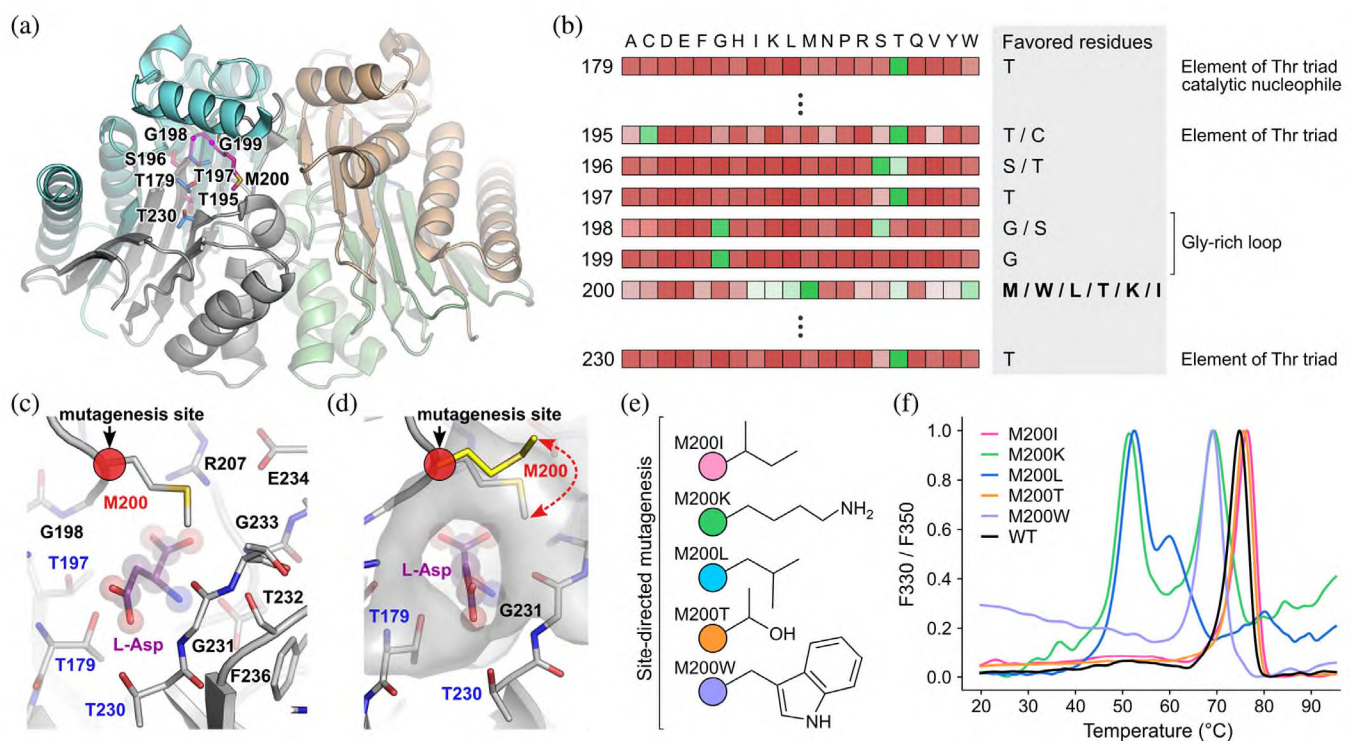 (a)
G198
G199
S196
T179
T197
M200
T195
T230
(b)
A C D E F G H I K L M N P R S T Q V Y W
Favored residues
179
T
Element of Thr triad
catalytic nucleophile
195
T / C
Element of Thr triad
196
S / T
197
T
198
G / S
Gly-rich loop
199
G
200
M / W / L / T / K / I
230
T
Element of Thr triad
(c)
mutagenesis site
R207
E234
M200
G198
G233
T197
T232
L-Asp
G231
T179
F236
T230
(d)
mutagenesis site
M200
L-Asp
G231
T179
T230
(e)
Site-directed mutagenesis
M200I
M200K
NH2
M200L
M200T
OH
M200W
NH
(f)
M200I
M200K
M200L
M200T
M200W
WT
F330 / F350
1.0
0.8
0.6
0.4
0.2
0
20 30 40 50 60 70 80 90
Temperature (°C)